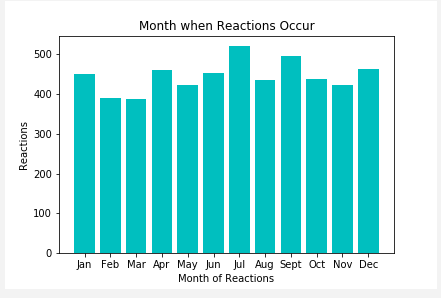 Month when Reactions Occur
Reactions
500
400
300
200
100
0
Jan Feb Mar Apr May Jun Jul Aug Sept Oct Nov Dec
Month of Reactions